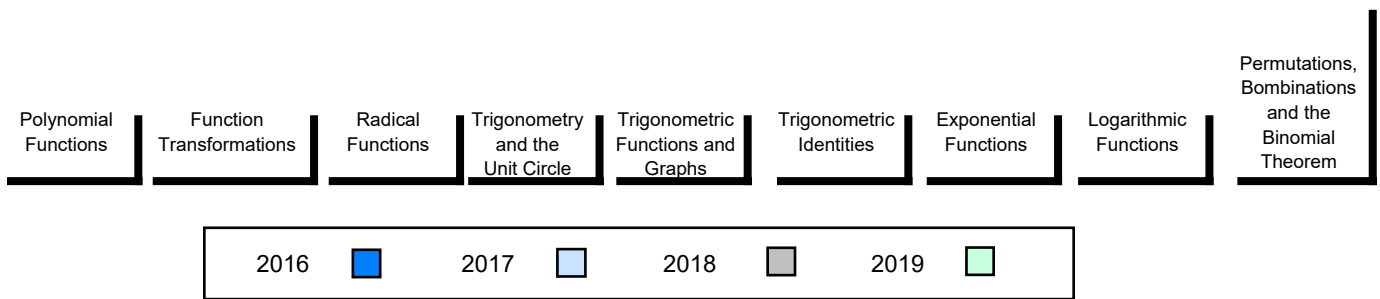 Polynomial
Functions
Function
Transformations
Radical
Functions
Trigonometry
and the
Unit Circle
Trigonometric
Functions and
Graphs
Trigonometric
Identities
Exponential
Functions
Logarithmic
Functions
Permutations,
Bombinations
and the
Binomial
Theorem
2016 2017 2018 2019